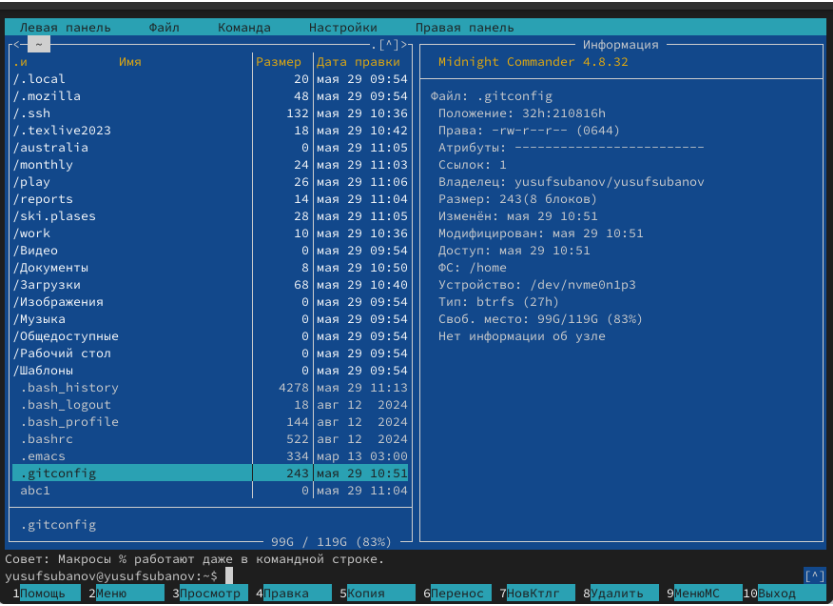 Левая панель Файл Команда Настройки Правая панель
<- ~ .[^]>
.и Имя Размер Дата правки
/.local 20 мая 29 09:54
/.mozilla 48 мая 29 09:54
/.ssh 132 мая 29 10:36
/.texlive2023 18 мая 29 10:42
/australia 0 мая 29 11:05
/monthly 24 мая 29 11:03
/play 26 мая 29 11:06
/reports 14 мая 29 11:04
/ski.plases 28 мая 29 11:05
/work 10 мая 29 10:36
/Видео 0 мая 29 09:54
/Документы 8 мая 29 10:50
/Загрузки 68 мая 29 10:40
/Изображения 0 мая 29 09:54
/Музыка 0 мая 29 09:54
/Общедоступные 0 мая 29 09:54
/Рабочий стол 0 мая 29 09:54
/Шаблоны 0 мая 29 09:54
.bash_history 4278 мая 29 11:13
.bash_logout 18 авг 12 2024
.bash_profile 144 авг 12 2024
.bashrc 522 авг 12 2024
.emacs 334 мар 13 03:00
.gitconfig 243 мая 29 10:51
abc1 0 мая 29 11:04
.gitconfig
99G / 119G (83%)
Информация
Midnight Commander 4.8.32
Файл: .gitconfig
Положение: 32h:210816h
Права: -rw-r--r-- (0644)
Атрибуты: -------------------------
Ссылок: 1
Владелец: yusufsubanov/yusufsubanov
Размер: 243(8 блоков)
Изменён: мая 29 10:51
Модифицирован: мая 29 10:51
Доступ: мая 29 10:51
ФС: /home
Устройство: /dev/nvme0n1p3
Тип: btrfs (27h)
Своб. место: 99G/119G (83%)
Нет информации об узле
Совет: Макросы % работают даже в командной строке.
yusufsubanov@yusufsubanov:~$ [^]
1Помощь 2Меню 3Просмотр 4Правка 5Копия 6Перенос 7НовКтлг 8Удалить 9МенюМС 10Выход